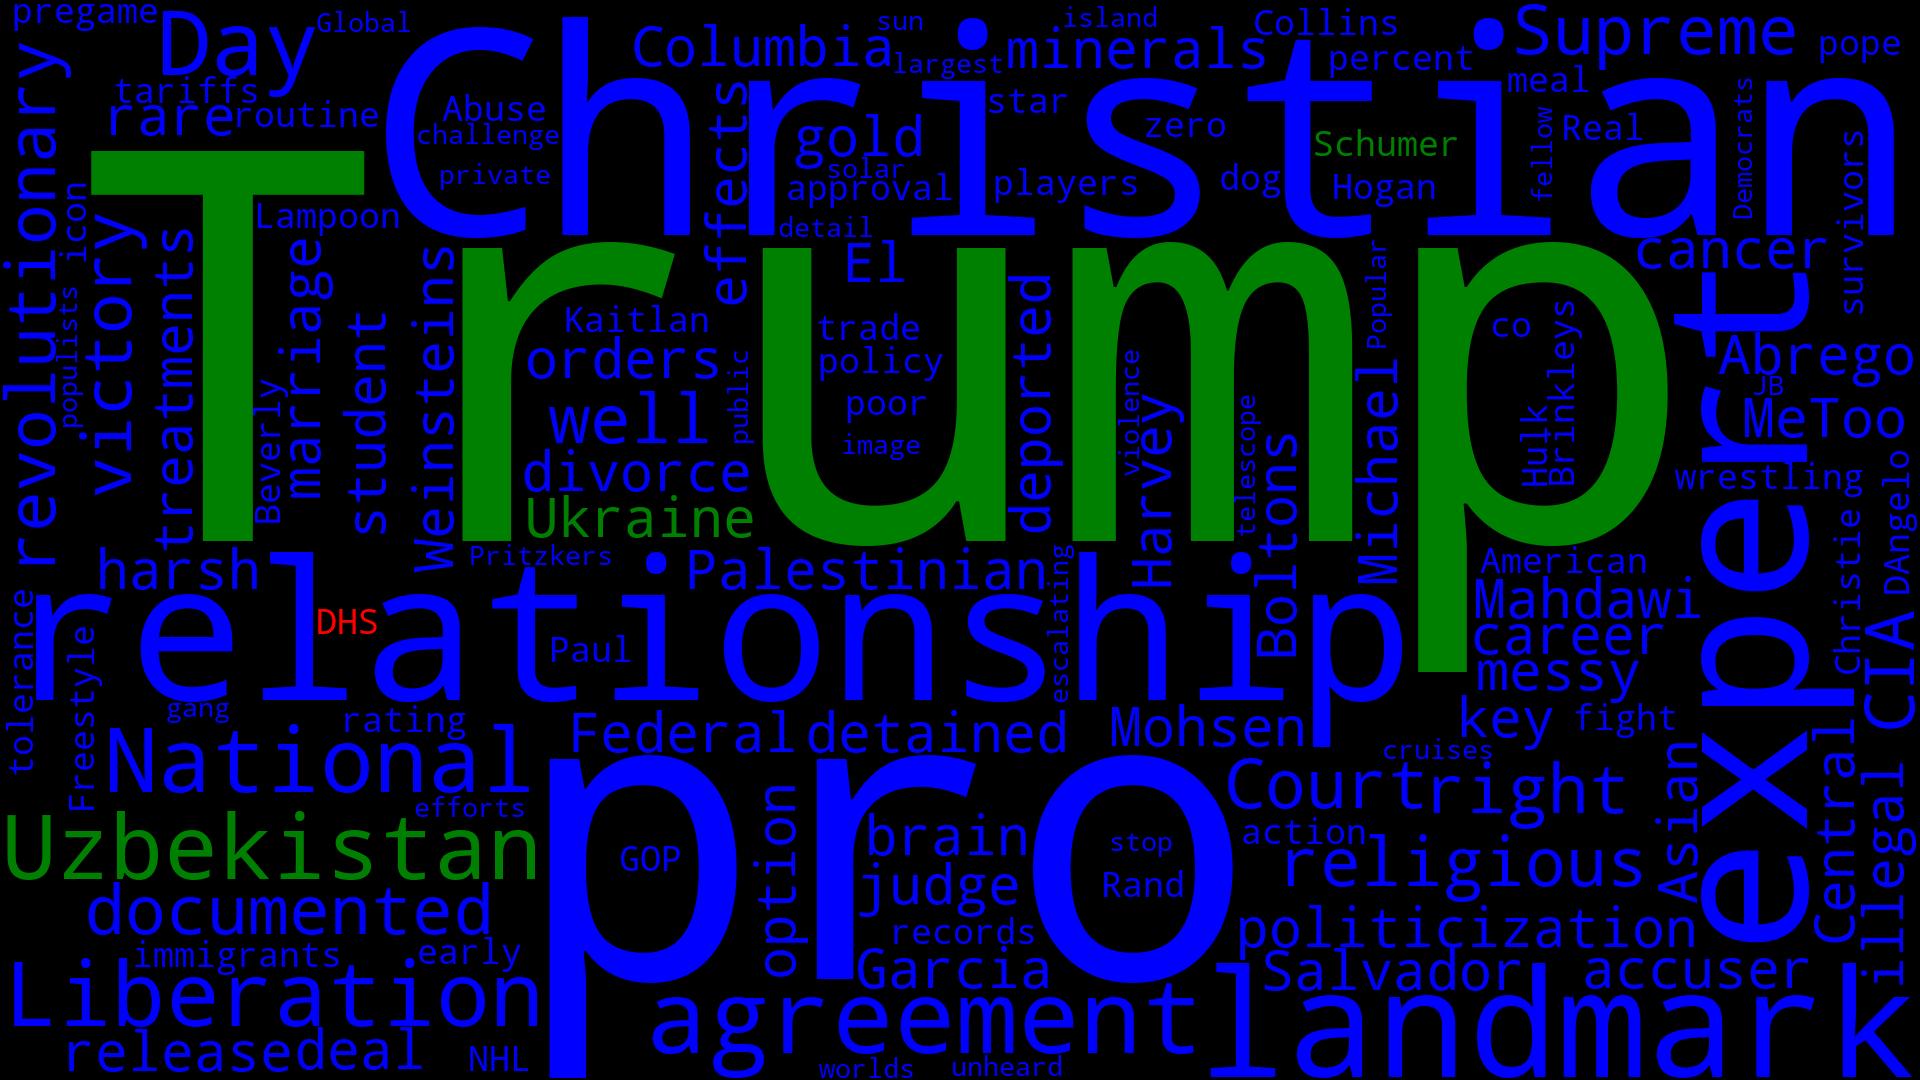 pregame
Day
Global
Christian
Columbia
sun
largest
minerals
island
Collins
percent
Supreme
pope
tariffs
rare
routine
Abuse
challenge
private
effects
gold
solar
approval
detail
star
players
zero
dog
Schumer
Hogan
meal
fellow
Real
Democrats
survivors
revolutionary
icon
populists
victory
treatments
Lampoon
Beverly
marriage
student
Weinsteins
Trump
Kaitlan
orders
well
divorce
Ukraine
public
El
trade
policy
poor
image
deported
violence
Harvey
telescope
Boltons
Popular
Michael
co
Hulk
Brinkleys
cancer
expert
Abrego
JB
MeToo
wrestling
DAngelo
Christie
CIA
harsh
relationship
DHS
Pritzkers
Paul
Palestinian
escalating
American
Mahdawi
career
messy
key
fight
tolerance
Freestyle
gang
rating
National
Federal
detained
Mohsen
cruises
Court
right
Asian
Central
illegal
Uzbekistan
efforts
pro
GOP
option
brain
judge
records
Garcia
stop
Rand
action
religious
politicization
Salvador
accuser
documented
immigrants
early
Liberation
release
deal
NHL
agreement
landmark
worlds
unheard